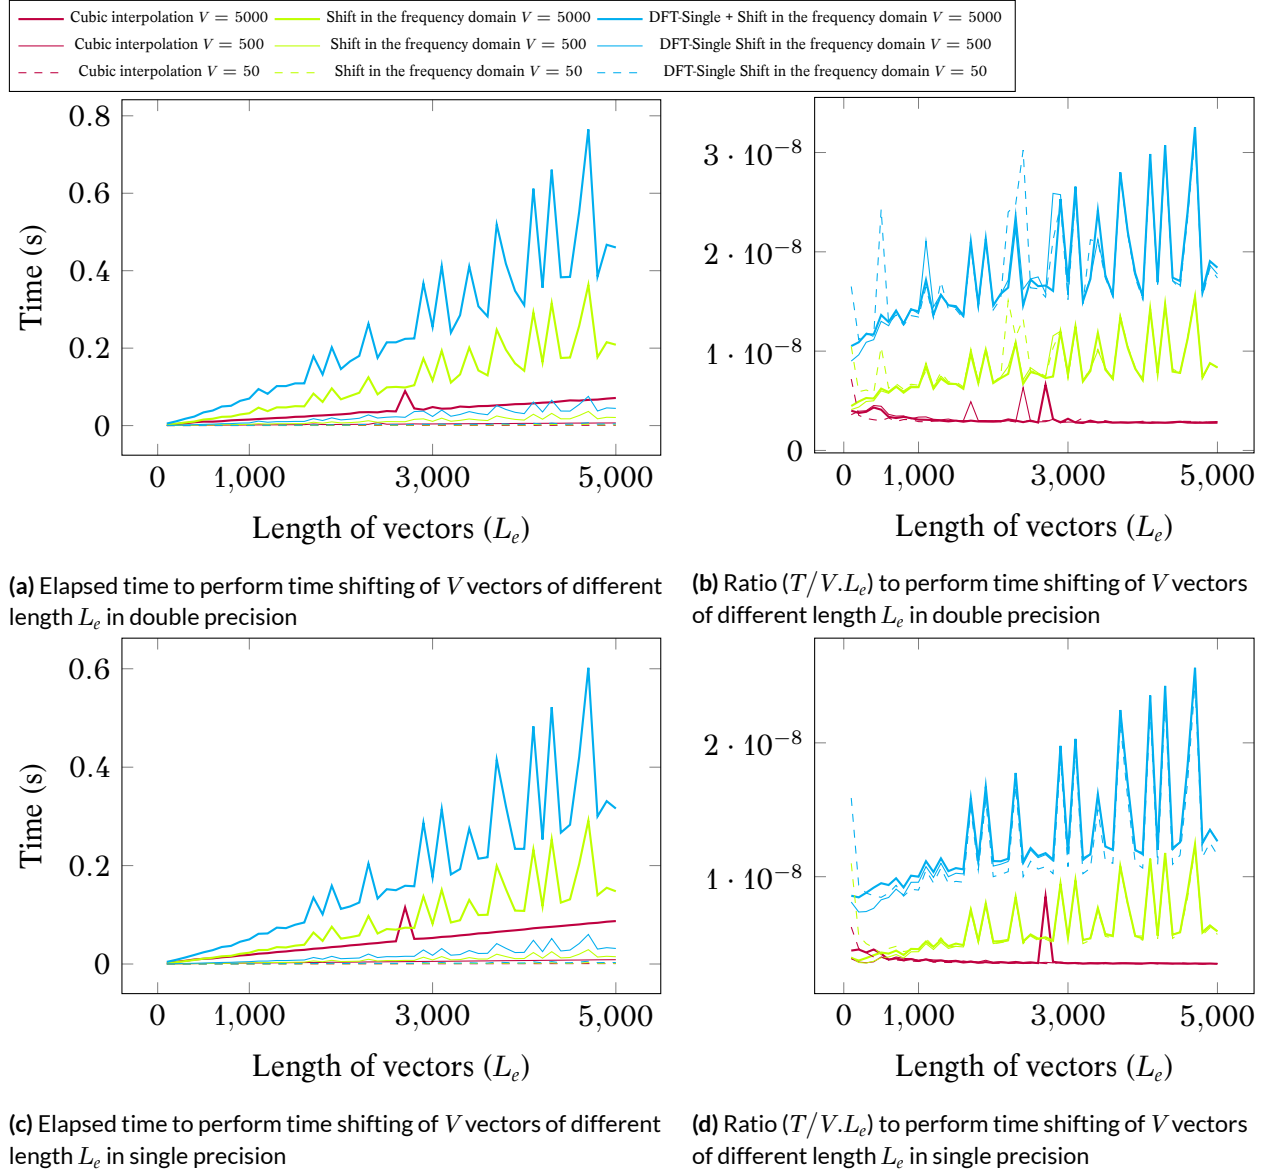 Cubic interpolation V = 5000 Shift in the frequency domain V = 5000 DFT-Single + Shift in the frequency domain V = 5000
Cubic interpolation V = 500 Shift in the frequency domain V = 500 DFT-Single Shift in the frequency domain V = 500
Cubic interpolation V = 50 Shift in the frequency domain V = 50 DFT-Single Shift in the frequency domain V = 50
0.8
0.6
0.4
0.2
0
Time (s)
0 1,000 3,000 5,000
Length of vectors (Lₑ)
(a) Elapsed time to perform time shifting of V vectors of different
length Lₑ in double precision
3 · 10⁻⁸
2 · 10⁻⁸
1 · 10⁻⁸
0
0 1,000 3,000 5,000
Length of vectors (Lₑ)
(b) Ratio (T/V.Lₑ) to perform time shifting of V vectors
of different length Lₑ in double precision
0.6
0.4
0.2
0
Time (s)
0 1,000 3,000 5,000
Length of vectors (Lₑ)
(c) Elapsed time to perform time shifting of V vectors of different
length Lₑ in single precision
2 · 10⁻⁸
1 · 10⁻⁸
0 1,000 3,000 5,000
Length of vectors (Lₑ)
(d) Ratio (T/V.Lₑ) to perform time shifting of V vectors
of different length Lₑ in single precision